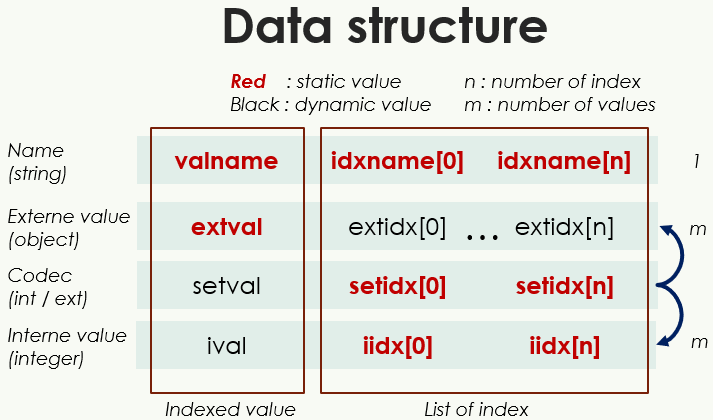 Data structure
Red : static value n : number of index
Black : dynamic value m : number of values
Name
(string)
valname idxname[0] idxname[n] 1
Externe value
(object)
extval extidx[0] ... extidx[n] m
Codec
(int / ext)
setval setidx[0] setidx[n]
Interne value
(integer)
ival iidx[0] iidx[n] m
Indexed value List of index